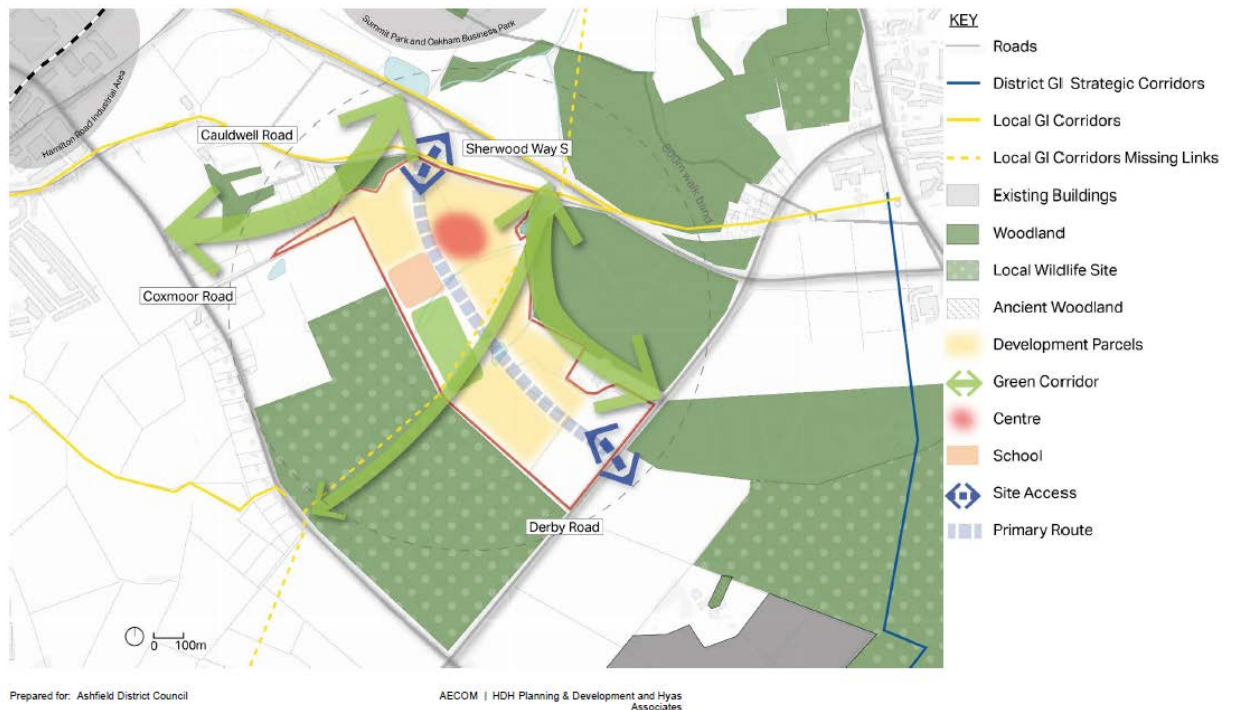 Summit Park and Oakham Business Park
Hamilton Road Industrial Area
Cauldwell Road
Sherwood Way S
800m walk band
Coxmoor Road
Derby Road
0 100m
KEY
Roads
District GI Strategic Corridors
Local GI Corridors
Local GI Corridors Missing Links
Existing Buildings
Woodland
Local Wildlife Site
Ancient Woodland
Development Parcels
Green Corridor
Centre
School
Site Access
Primary Route
Prepared for: Ashfield District Council
AECOM | HDH Planning & Development and Hyas
Associates